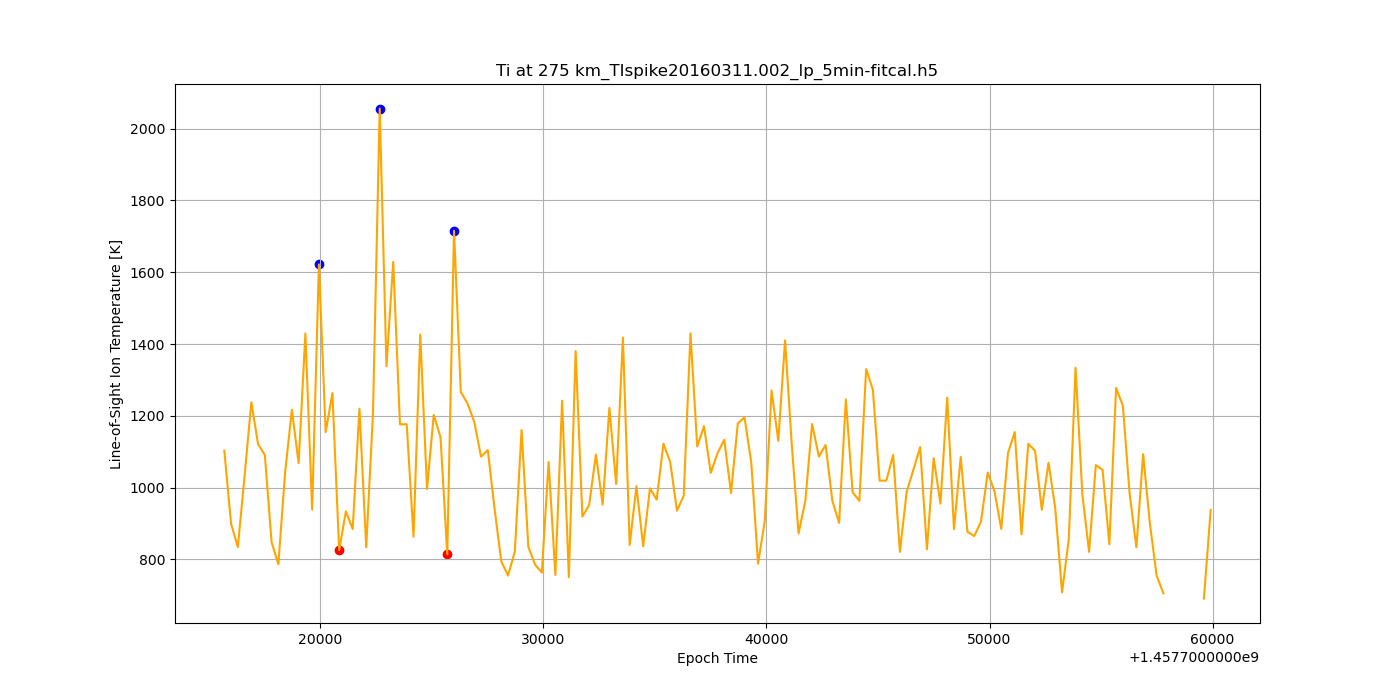 Ti at 275 km_TIspike20160311.002_lp_5min-fitcal.h5
Line-of-Sight Ion Temperature [K]
2000
1800
1600
1400
1200
1000
800
20000 30000 40000 50000 60000
Epoch Time
+1.4577000000e9